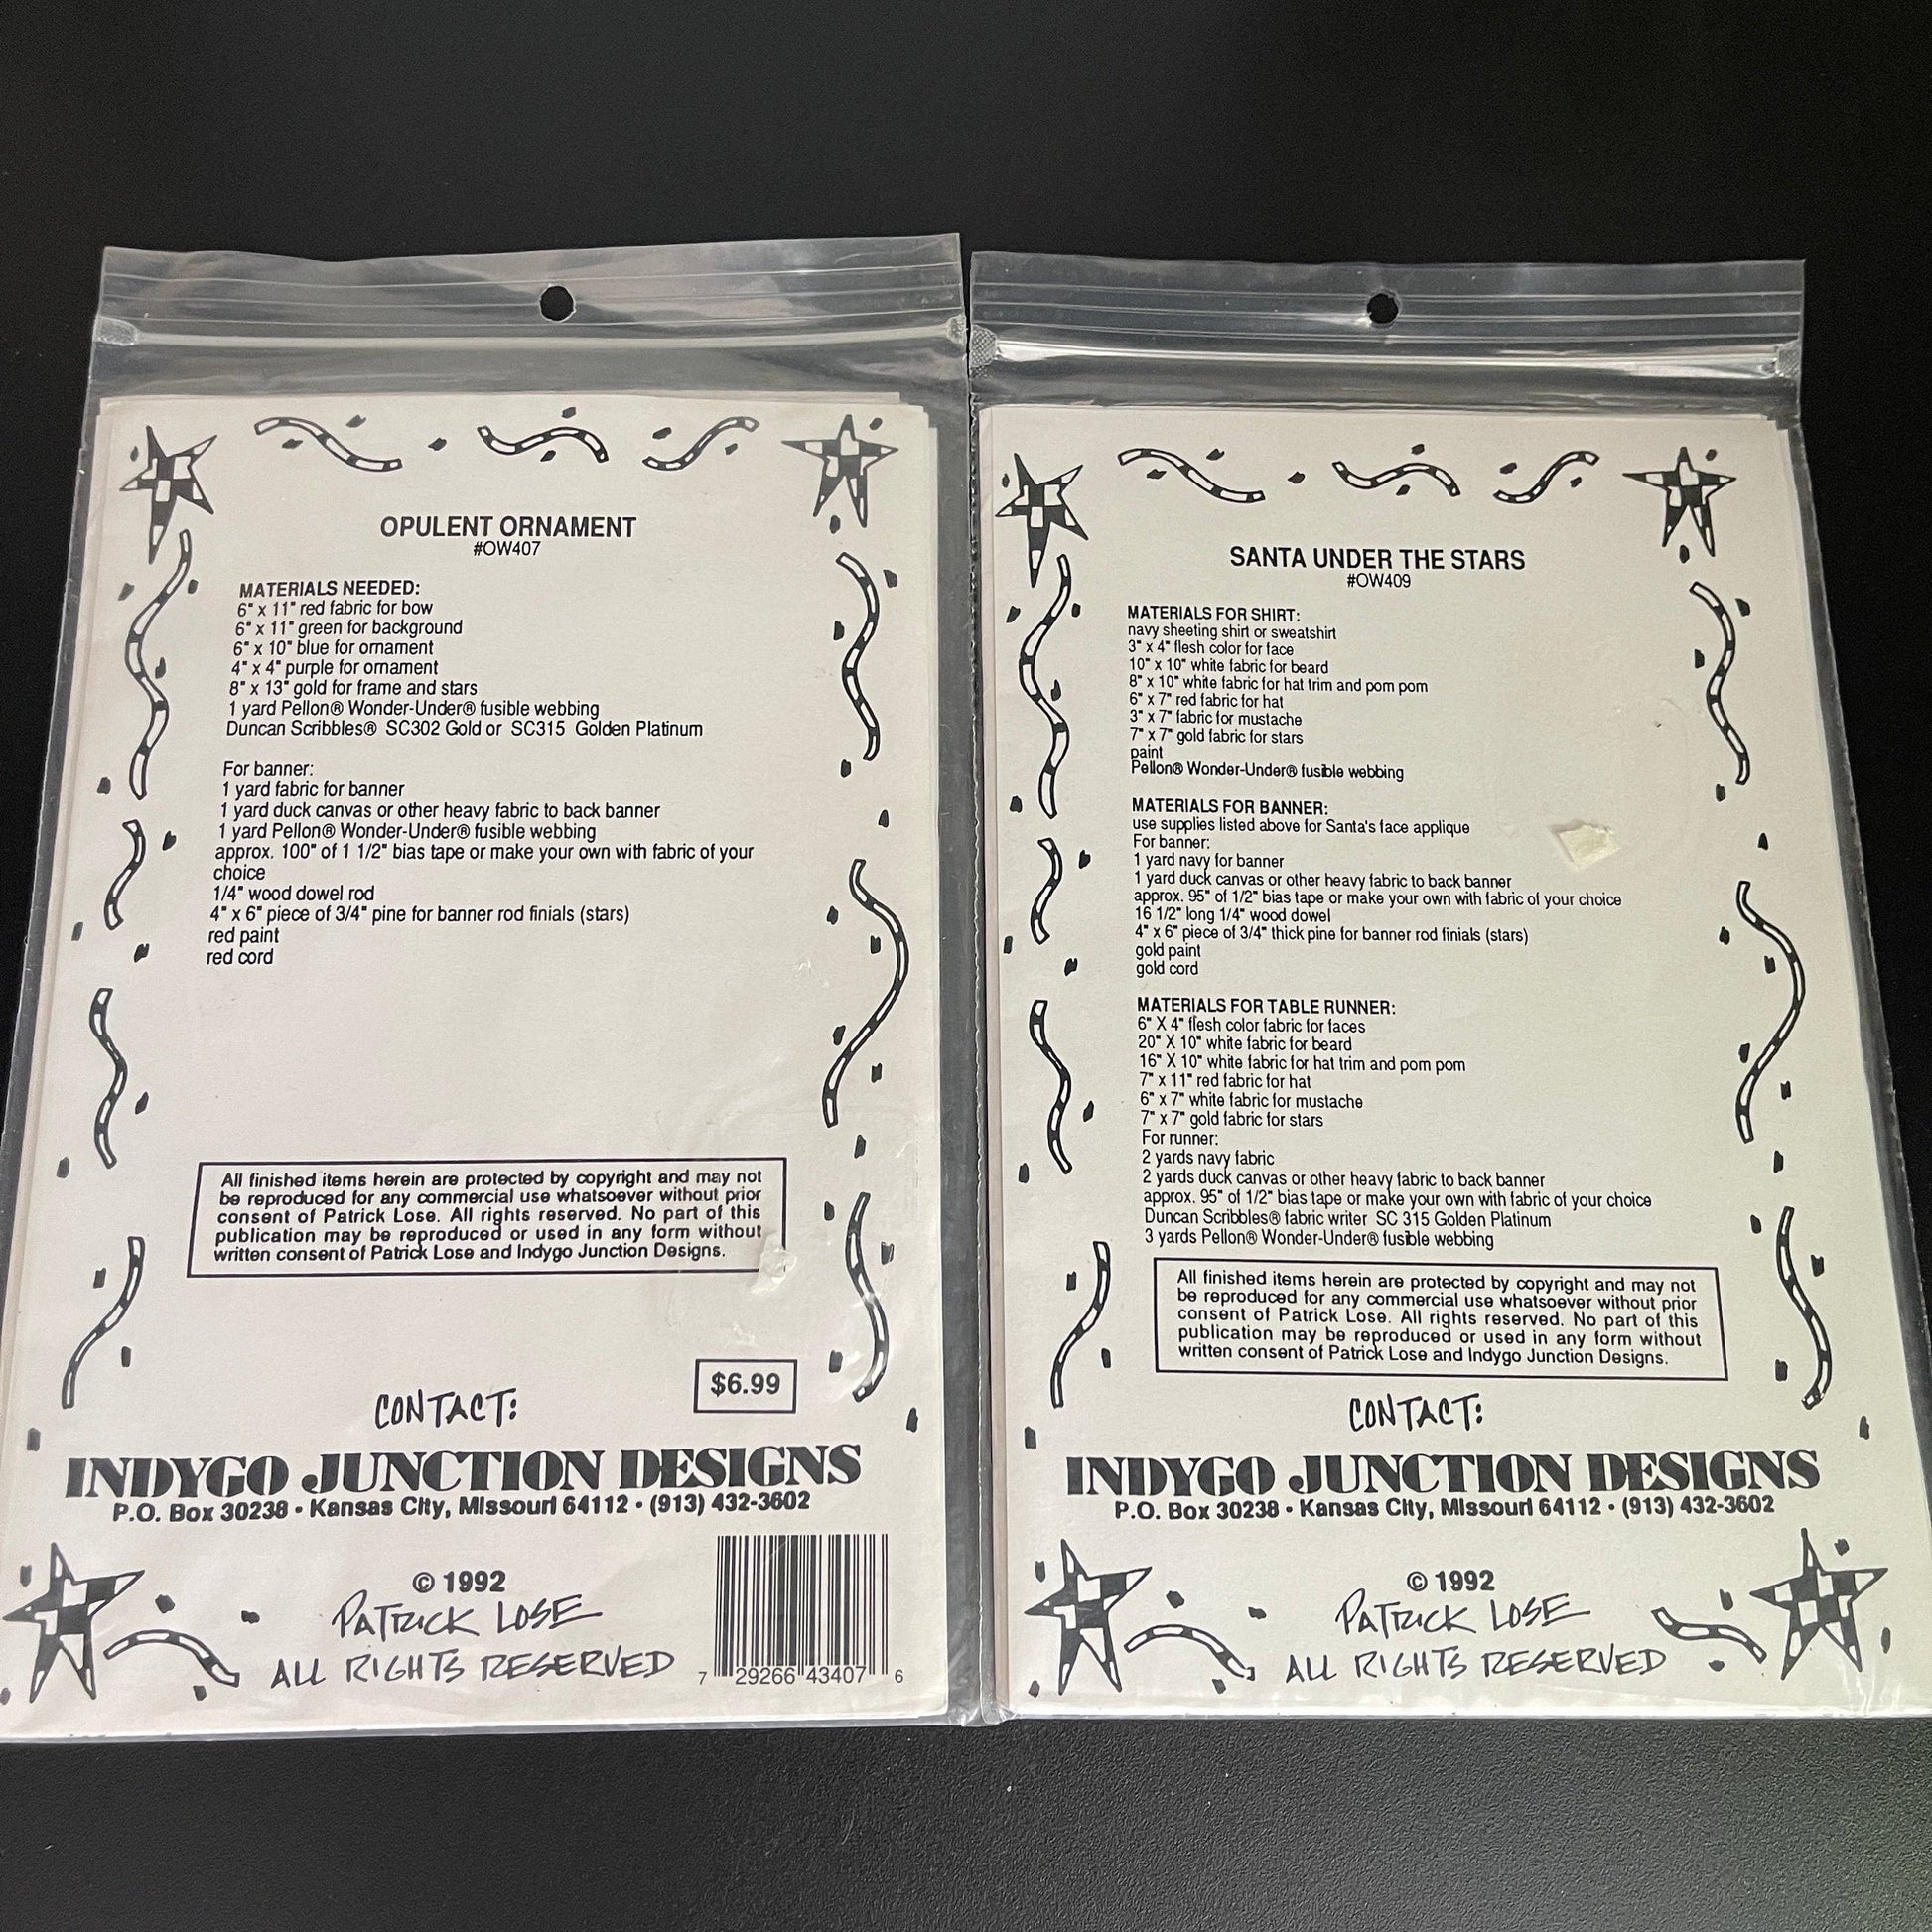 OPULENT ORNAMENT
#OW407
MATERIALS NEEDED:
6" x 11" red fabric for bow
6" x 11" green for background
6" x 10" blue for ornament
4" x 4" purple for ornament
8" x 13" gold for frame and stars
1 yard Pellon® Wonder-Under® fusible webbing
Duncan Scribbles® SC302 Gold or SC315 Golden Platinum
For banner:
1 yard fabric for banner
1 yard duck canvas or other heavy fabric to back banner
1 yard Pellon® Wonder-Under® fusible webbing
approx. 100" of 1 1/2" bias tape or make your own with fabric of your
choice
1/4" wood dowel rod
4" x 6" piece of 3/4" pine for banner rod finials (stars)
red paint
red cord
All finished items herein are protected by copyright and may not
be reproduced for any commercial use whatsoever without prior
consent of Patrick Lose. All rights reserved. No part of this
publication may be reproduced or used in any form without
written consent of Patrick Lose and Indygo Junction Designs.
$6.99
CONTACT:
INDYGO JUNCTION DESIGNS
P.O. Box 30238 • Kansas City, Missouri 64112 • (913) 432-3602
© 1992
PATRICK LOSE
ALL RIGHTS RESERVED
7 29266 43407 6
SANTA UNDER THE STARS
#OW409
MATERIALS FOR SHIRT:
navy sheeting shirt or sweatshirt
3" x 4" flesh color for face
10" x 10" white fabric for beard
8" x 10" white fabric for hat trim and pom pom
6" x 7" red fabric for hat
3" x 7" fabric for mustache
7" x 7" gold fabric for stars
paint
Pellon® Wonder-Under® fusible webbing
MATERIALS FOR BANNER:
use supplies listed above for Santa's face applique
For banner:
1 yard navy for banner
1 yard duck canvas or other heavy fabric to back banner
approx. 95" of 1/2" bias tape or make your own with fabric of your choice
16 1/2" long 1/4" wood dowel
4" x 6" piece of 3/4" thick pine for banner rod finials (stars)
gold paint
gold cord
MATERIALS FOR TABLE RUNNER:
6" X 4" flesh color fabric for faces
20" X 10" white fabric for beard
16" X 10" white fabric for hat trim and pom pom
7" x 11" red fabric for hat
6" x 7" white fabric for mustache
7" x 7" gold fabric for stars
For runner:
2 yards navy fabric
2 yards duck canvas or other heavy fabric to back banner
approx. 95" of 1/2" bias tape or make your own with fabric of your choice
Duncan Scribbles® fabric writer SC 315 Golden Platinum
3 yards Pellon® Wonder-Under® fusible webbing
All finished items herein are protected by copyright and may not
be reproduced for any commercial use whatsoever without prior
consent of Patrick Lose. All rights reserved. No part of this
publication may be reproduced or used in any form without
written consent of Patrick Lose and Indygo Junction Designs.
CONTACT:
INDYGO JUNCTION DESIGNS
P.O. Box 30238 • Kansas City, Missouri 64112 • (913) 432-3602
© 1992
PATRICK LOSE
ALL RIGHTS RESERVED